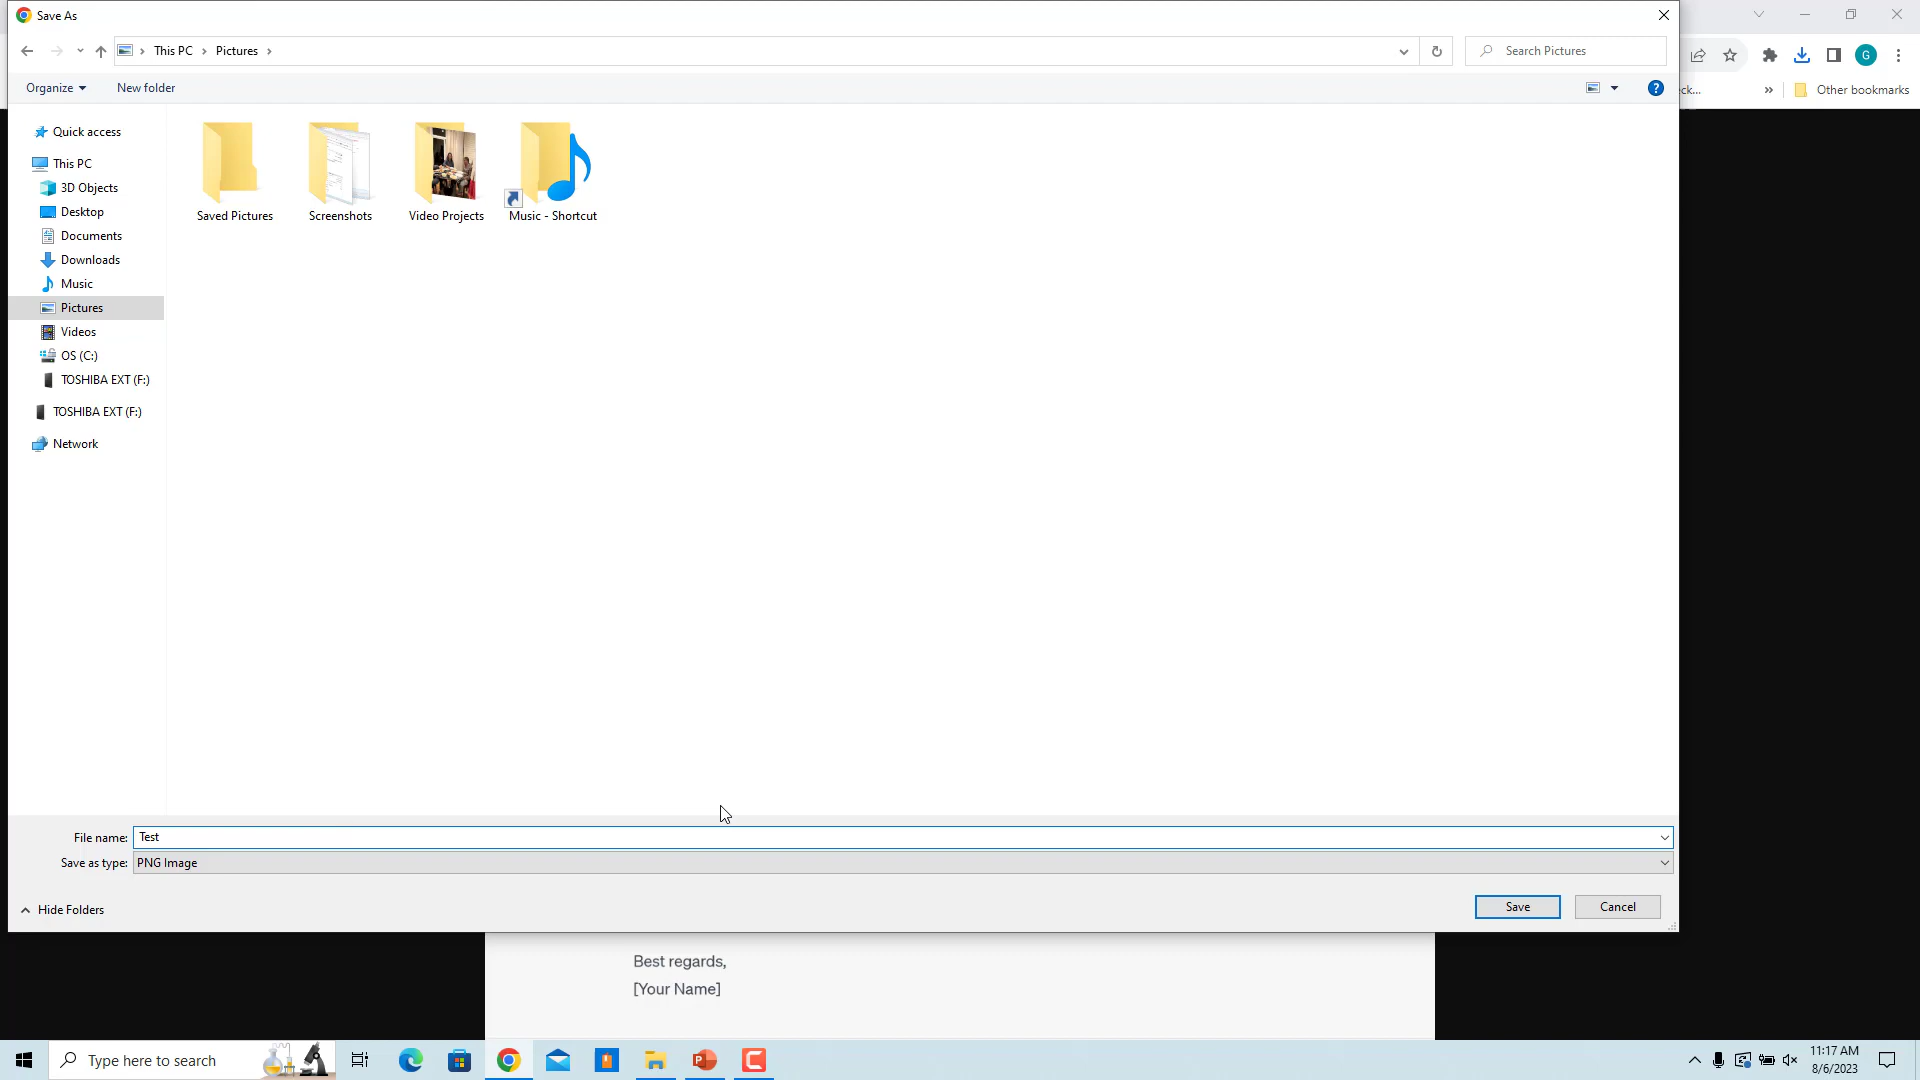 Save As
This PC
Pictures
Search Pictures
Organize
New folder
eck...
Other bookmarks
G
Quick access
This PC
3D Objects
Desktop
Documents
Downloads
Music
Pictures
Videos
OS (C:)
TOSHIBA EXT (F:)
TOSHIBA EXT (F:)
Network
Saved Pictures
Screenshots
Video Projects
Music - Shortcut
File name: Test
Save as type: PNG Image
Hide Folders
Save
Cancel
Best regards,
[Your Name]
Type here to search
11:17 AM
8/6/2023